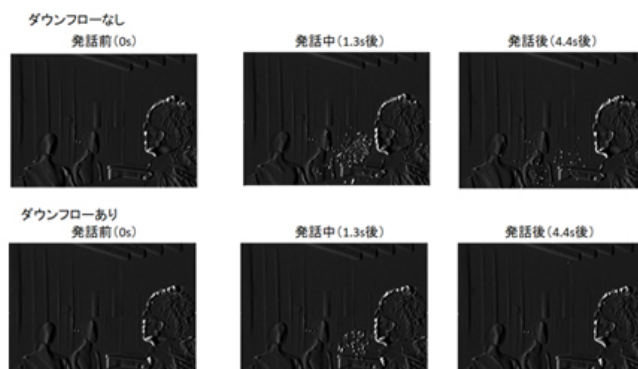 ダウンフローなし
発話前(0s) 発話中(1.3s後) 発話後(4.4s後)
ダウンフローあり
発話前(0s) 発話中(1.3s後) 発話後(4.4s後)